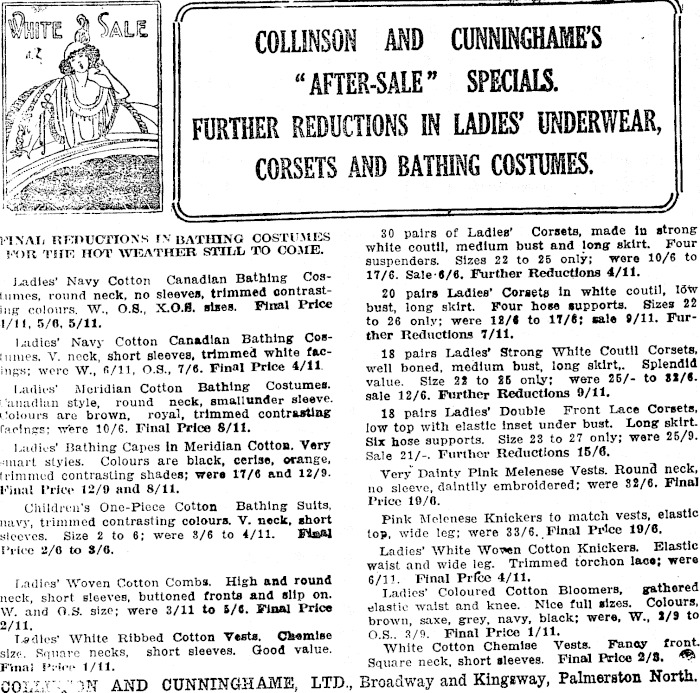 WHITE SALE
COLLINSON AND CUNNINGHAME'S
"AFTER-SALE" SPECIALS.
FURTHER REDUCTIONS IN LADIES' UNDERWEAR,
CORSETS AND BATHING COSTUMES.
FINAL REDUCTIONS IN BATHING COSTUMES
FOR THE HOT WEATHER STILL TO COME.
Ladies' Navy Cotton Canadian Bathing Cos-
tumes, round neck, no sleeves, trimmed contrast-
ing colours. W., O.S., X.O.S. sizes. Final Price
4/11, 5/6, 5/11.
Ladies' Navy Cotton Canadian Bathing Cos-
tumes. V. neck, short sleeves, trimmed white fac-
ings; were W., 6/11, O.S., 7/6. Final Price 4/11
Ladies' Meridian Cotton Bathing Costumes.
Canadian style, round neck, smallunder sleeve.
Colours are brown, royal, trimmed contrasting
facings; were 10/6. Final Price 8/11.
Ladies' Bathing Capes in Meridian Cotton. Very
smart styles. Colours are black, cerise, orange,
trimmed contrasting shades; were 17/6 and 12/9.
Final Price 12/9 and 8/11.
Children's One-Piece Cotton Bathing Suits,
navy, trimmed contrasting colours. V. neck, short
sleeves. Size 2 to 6; were 3/6 to 4/11. Final
Price 2/6 to 3/6.
Ladies' Woven Cotton Combs. High and round
neck, short sleeves, buttoned fronts and slip on.
W. and O.S. size; were 3/11 to 5/6. Final Price
2/11.
Ladies' White Ribbed Cotton Vests. Chemise
size. Square necks, short sleeves. Good value.
Final Price 1/11.
30 pairs of Ladies' Corsets, made in strong
white coutil, medium bust and long skirt. Four
suspenders. Sizes 22 to 25 only; were 10/6 to
17/6. Sale 6/6. Further Reductions 4/11.
20 pairs Ladies' Corsets in white coutil, low
bust, long skirt. Four hose supports. Sizes 22
to 26 only; were 12/6 to 17/6; sale 9/11. Fur-
ther Reductions 7/11.
18 pairs Ladies' Strong White Coutil Corsets,
well boned, medium bust, long skirt,. Splendid
value. Size 22 to 25 only; were 25/- to 32/6.
sale 12/6. Further Reductions 9/11.
18 pairs Ladies' Double Front Lace Corsets,
low top with elastic inset under bust. Long skirt.
Six hose supports. Size 23 to 27 only; were 25/9.
Sale 21/-. Further Reductions 15/6.
Very Dainty Pink Melenese Vests. Round neck,
no sleeve, daintily embroidered; were 32/6. Final
Price 19/6.
Pink Melenese Knickers to match vests, elastic
top, wide leg; were 33/6. Final Price 19/6.
Ladies' White Woven Cotton Knickers. Elastic
waist and wide leg. Trimmed torchon lace; were
6/11. Final Price 4/11.
Ladies' Coloured Cotton Bloomers, gathered
elastic waist and knee. Nice full sizes. Colours,
brown, saxe, grey, navy, black; were, W., 2/9 to
O.S.. 3/9. Final Price 1/11.
White Cotton Chemise Vests. Fancy front.
Square neck, short sleeves. Final Price 2/3.
COLLINSON AND CUNNINGHAME, LTD., Broadway and Kingsway, Palmerston North.